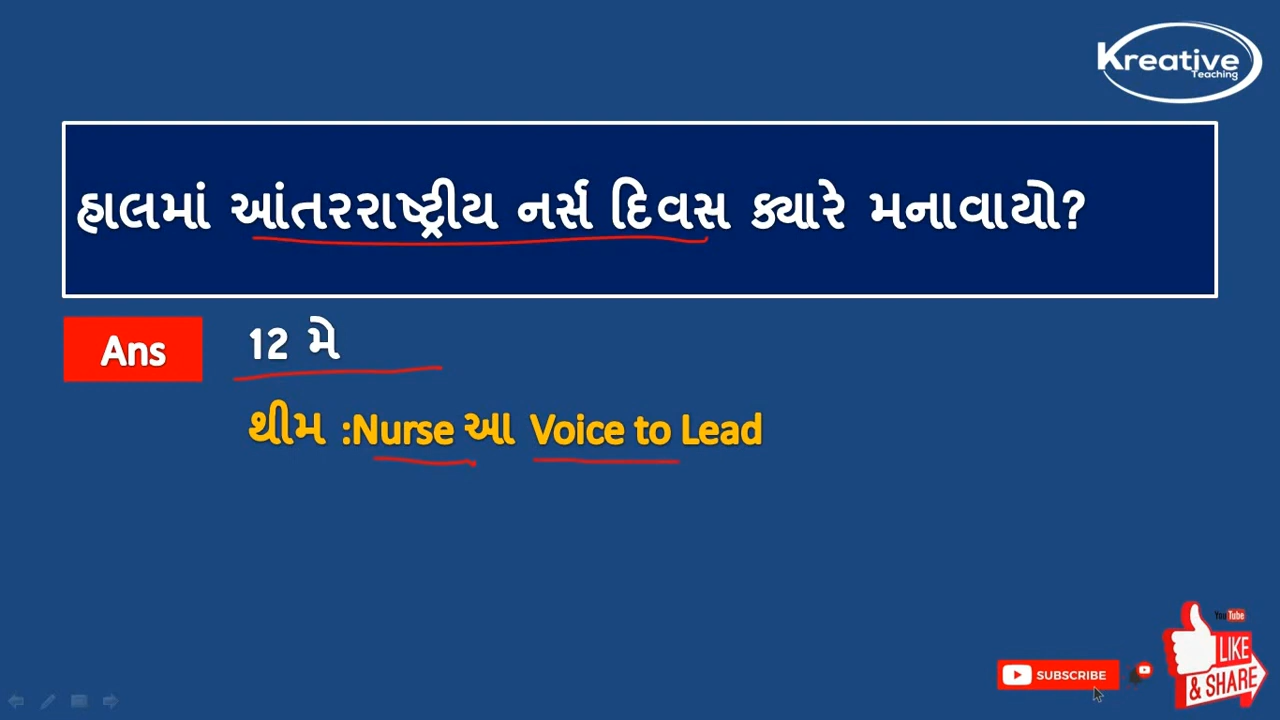 Kreative
Teaching
હાલમાં આંતરરાષ્ટ્રીય નર્સ દિવસ ક્યારે મનાવાયો?
Ans 12 મે
થીમ :Nurse આ Voice to Lead
YouTube
LIKE
& SHARE
SUBSCRIBE